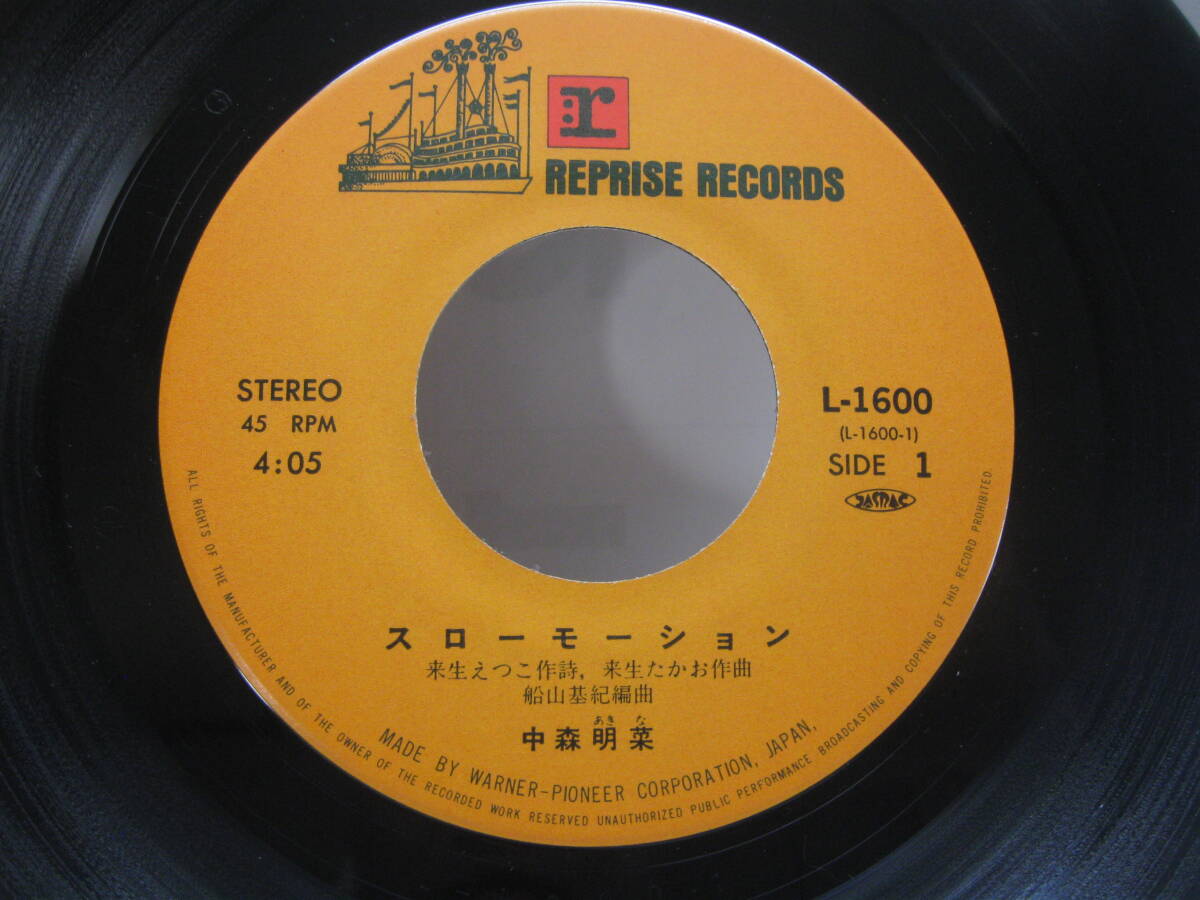 r
REPRISE RECORDS
STEREO
45 RPM
4:05
L-1600
(L-1600-1)
SIDE 1
JASRAC
スローモーション
来生えつこ作詩, 来生たかお作曲
船山基紀編曲
あき な
中森明菜
MADE BY WARNER-PIONEER CORPORATION, JAPAN,
ALL RIGHTS OF THE MANUFACTURER AND OF THE OWNER OF THE RECORDED WORK RESERVED UNAUTHORIZED PUBLIC PERFORMANCE BROADCASTING AND COPYING OF THIS RECORD PROHIBITED.